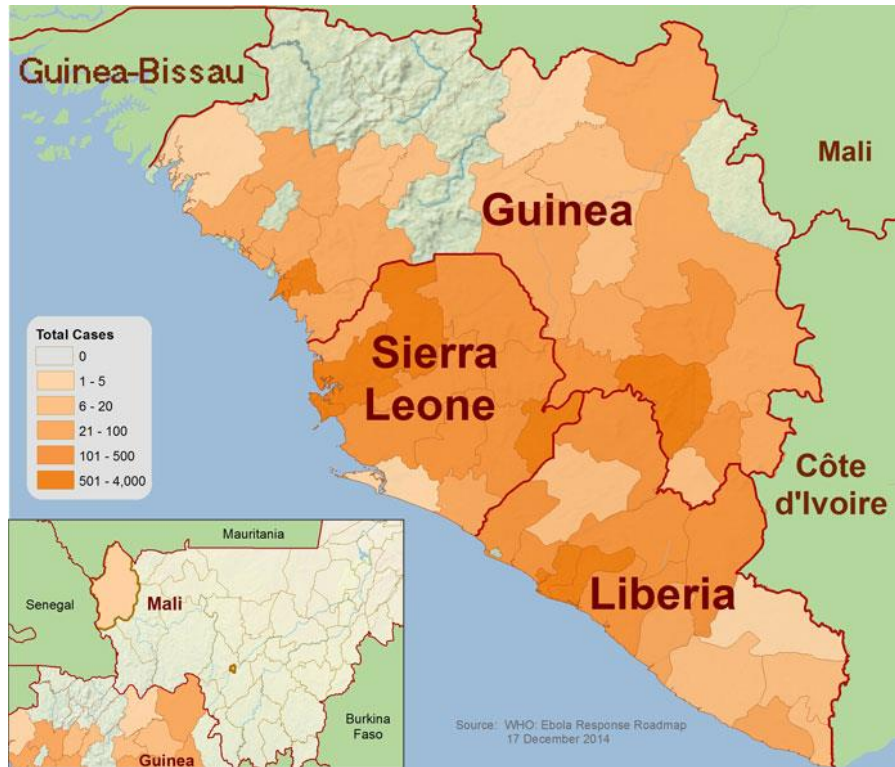 Guinea-Bissau
Mali
Guinea
Sierra
Leone
Côte
d'Ivoire
Liberia
Total Cases
0
1 - 5
6 - 20
21 - 100
101 - 500
501 - 4,000
Mauritania
Senegal
Mali
Burkina
Faso
Guinea
Source: WHO: Ebola Response Roadmap
17 December 2014